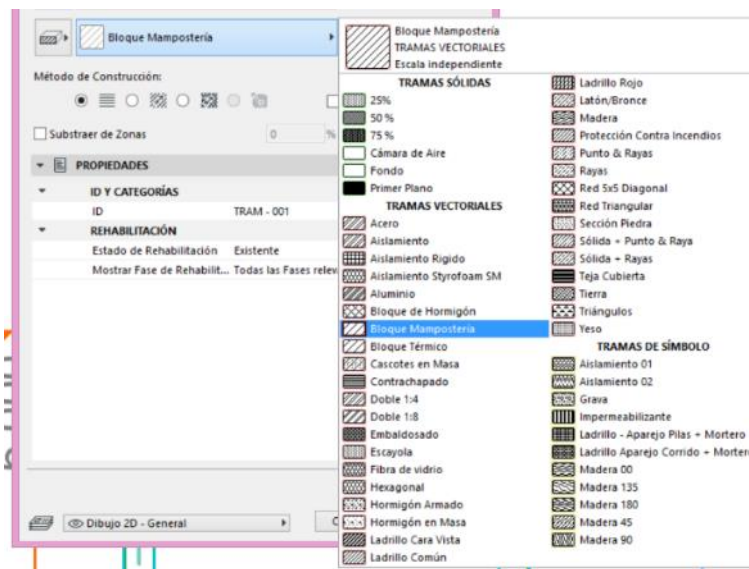 Bloque Mampostería
Método de Construcción:
Substraer de Zonas 0 %
PROPIEDADES
ID Y CATEGORÍAS
ID TRAM - 001
REHABILITACIÓN
Estado de Rehabilitación Existente
Mostrar Fase de Rehabilit... Todas las Fases relev
Dibujo 2D - General
Bloque Mampostería
TRAMAS VECTORIALES
Escala independiente
TRAMAS SÓLIDAS
25%
50 %
75 %
Cámara de Aire
Fondo
Primer Plano
TRAMAS VECTORIALES
Acero
Aislamiento
Aislamiento Rigido
Aislamiento Styrofoam SM
Aluminio
Bloque de Hormigón
Bloque Mampostería
Bloque Térmico
Cascotes en Masa
Contrachapado
Doble 1:4
Doble 1:8
Embaldosado
Escayola
Fibra de vidrio
Hexagonal
Hormigón Armado
Hormigón en Masa
Ladrillo Cara Vista
Ladrillo Común
Ladrillo Rojo
Latón/Bronce
Madera
Protección Contra Incendios
Punto & Rayas
Rayas
Red 5x5 Diagonal
Red Triangular
Sección Piedra
Sólida + Punto & Raya
Sólida + Rayas
Teja Cubierta
Tierra
Triángulos
Yeso
TRAMAS DE SÍMBOLO
Aislamiento 01
Aislamiento 02
Grava
Impermeabilizante
Ladrillo - Aparejo Pilas + Mortero
Ladrillo Aparejo Corrido + Morter
Madera 00
Madera 135
Madera 180
Madera 45
Madera 90